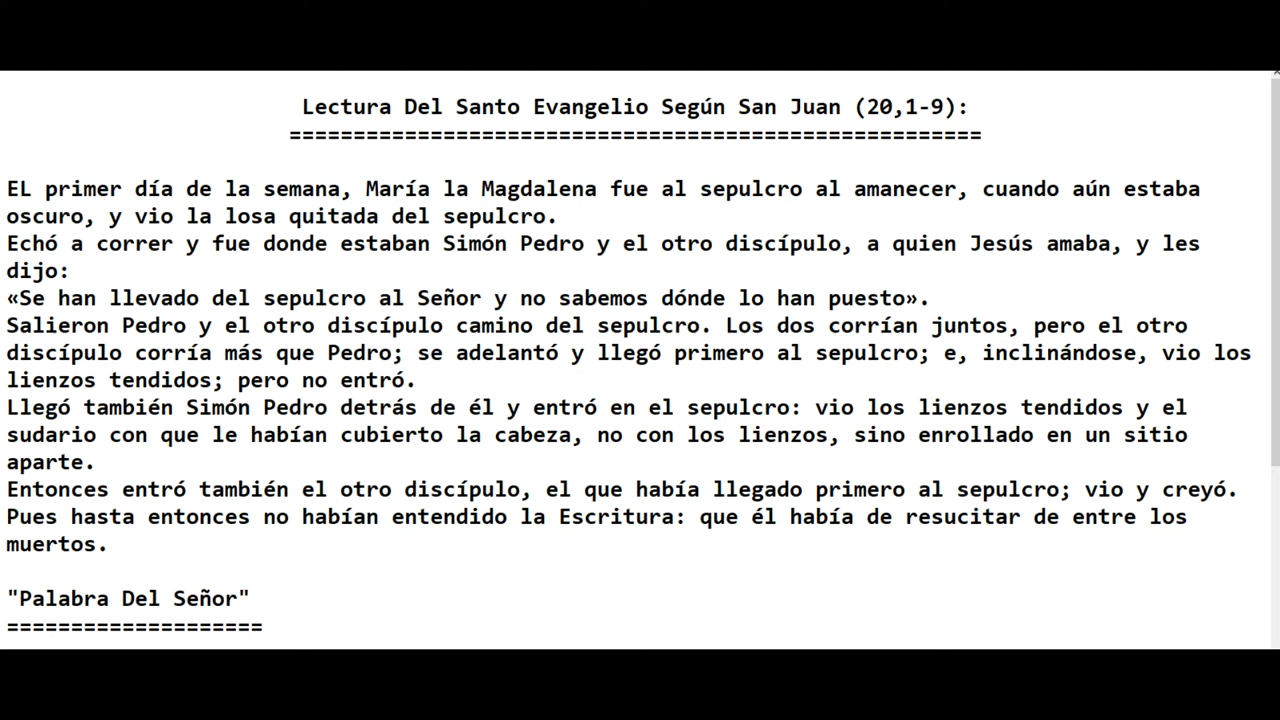 Lectura Del Santo Evangelio Según San Juan (20,1-9):
======================================================
EL primer día de la semana, María la Magdalena fue al sepulcro al amanecer, cuando aún estaba
oscuro, y vio la losa quitada del sepulcro.
Echó a correr y fue donde estaban Simón Pedro y el otro discípulo, a quien Jesús amaba, y les
dijo:
«Se han llevado del sepulcro al Señor y no sabemos dónde lo han puesto».
Salieron Pedro y el otro discípulo camino del sepulcro. Los dos corrían juntos, pero el otro
discípulo corría más que Pedro; se adelantó y llegó primero al sepulcro; e, inclinándose, vio los
lienzos tendidos; pero no entró.
Llegó también Simón Pedro detrás de él y entró en el sepulcro: vio los lienzos tendidos y el
sudario con que le habían cubierto la cabeza, no con los lienzos, sino enrollado en un sitio
aparte.
Entonces entró también el otro discípulo, el que había llegado primero al sepulcro; vio y creyó.
Pues hasta entonces no habían entendido la Escritura: que él había de resucitar de entre los
muertos.
"Palabra Del Señor"
====================